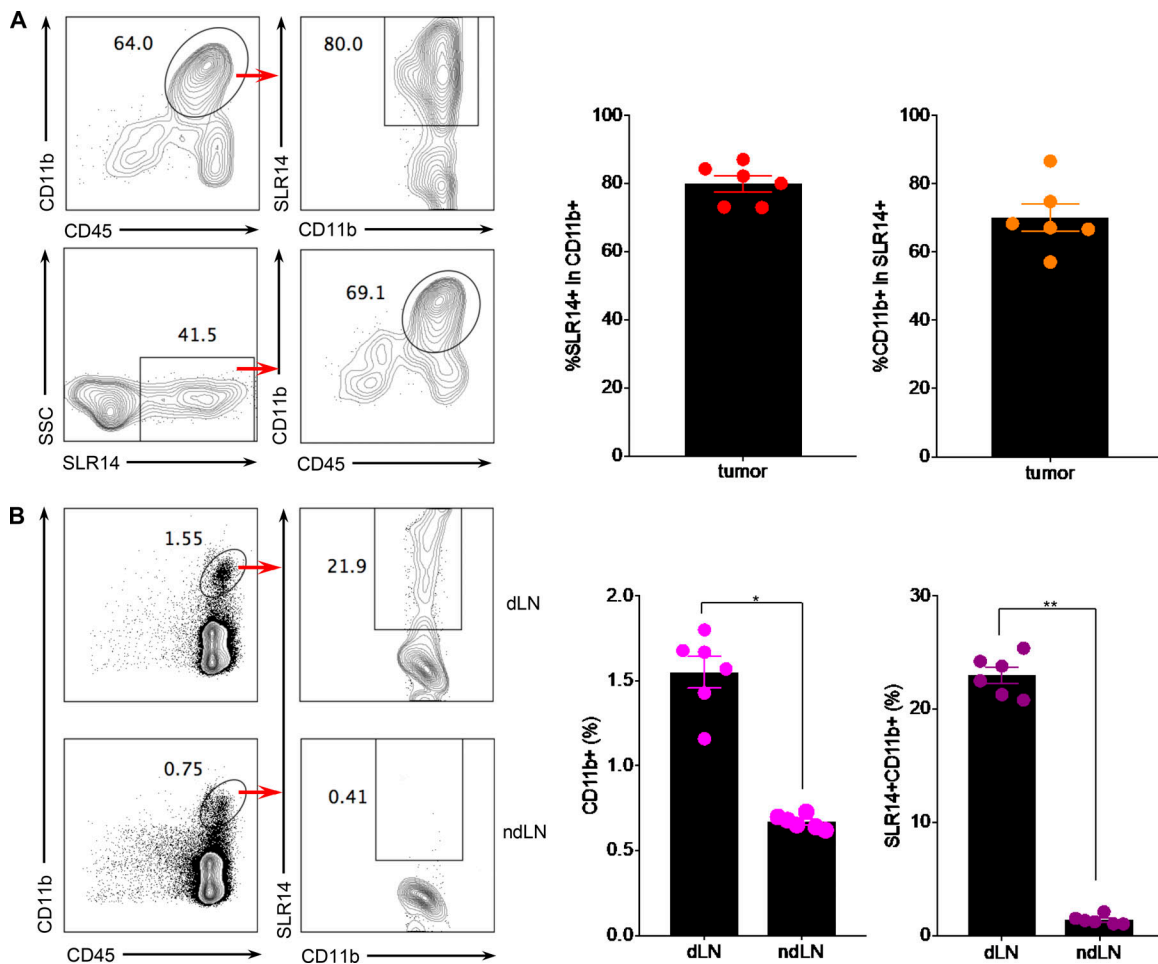 A
CD11b
64.0
CD45
SLR14
80.0
CD11b
SSC
41.5
SLR14
CD11b
69.1
CD45
%SLR14+ In CD11b+
100
80
60
40
20
0
tumor
%CD11b+ In SLR14+
100
80
60
40
20
0
tumor
B
CD11b
1.55
0.75
CD45
SLR14
21.9
dLN
0.41
ndLN
CD11b
CD11b+ (%)
2.0
1.5
1.0
0.5
0.0
*
dLN
ndLN
SLR14+CD11b+ (%)
30
20
10
0
**
dLN
ndLN